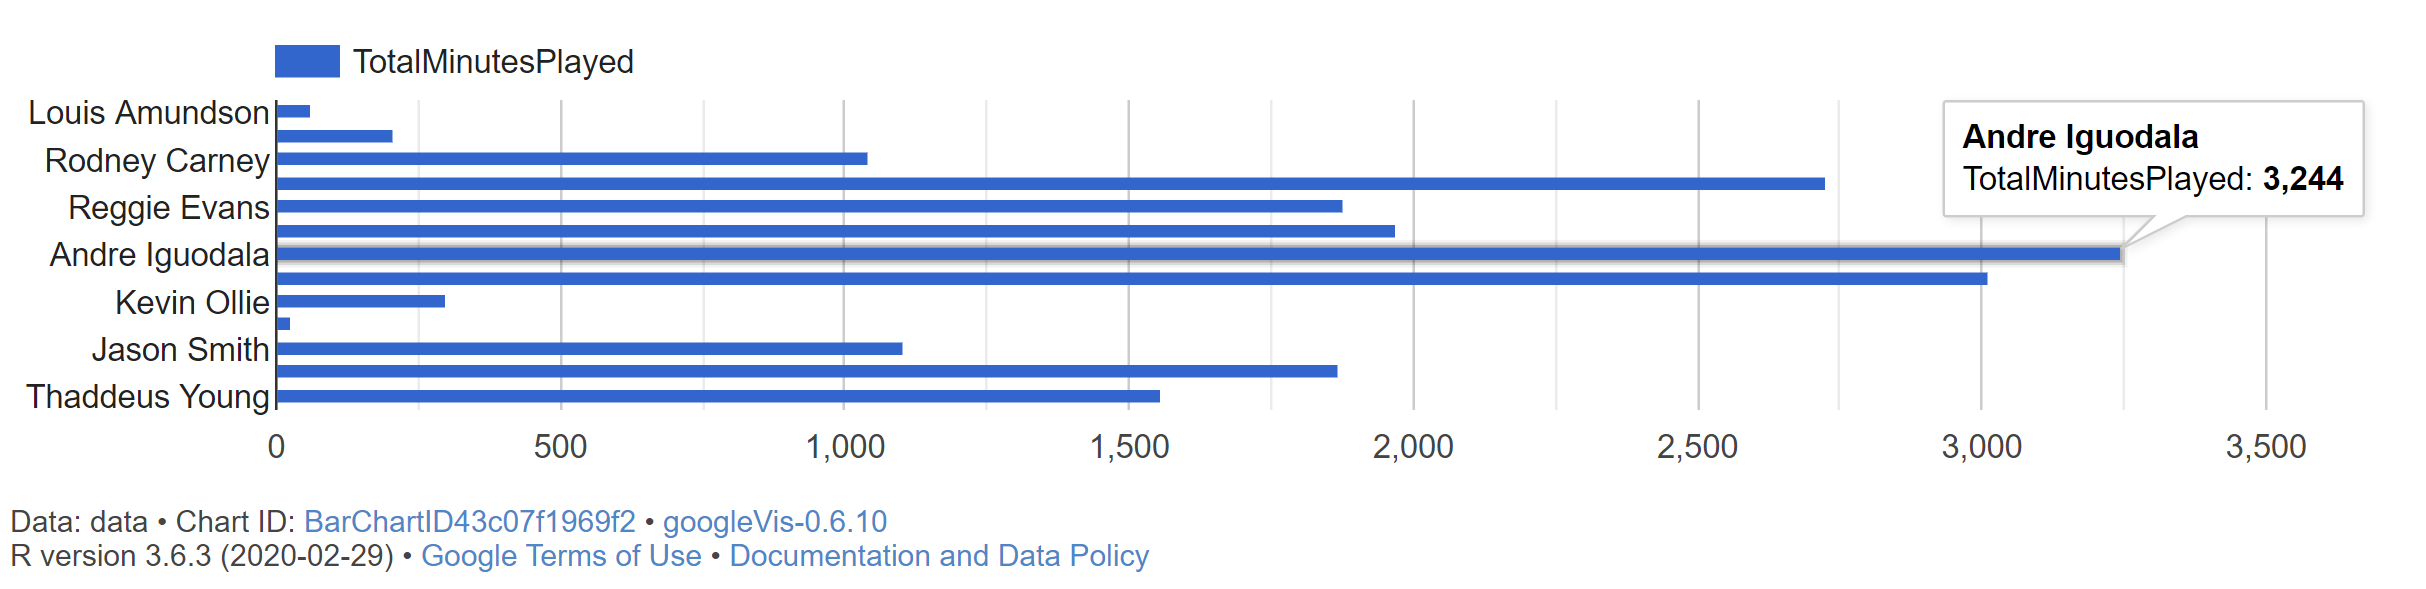 TotalMinutesPlayed
Louis Amundson
Rodney Carney
Reggie Evans
Andre Iguodala
Kevin Ollie
Jason Smith
Thaddeus Young
Andre Iguodala
TotalMinutesPlayed: 3,244
0 500 1,000 1,500 2,000 2,500 3,000 3,500
Data: data • Chart ID: BarChartID43c07f1969f2 • googleVis-0.6.10
R version 3.6.3 (2020-02-29) • Google Terms of Use • Documentation and Data Policy